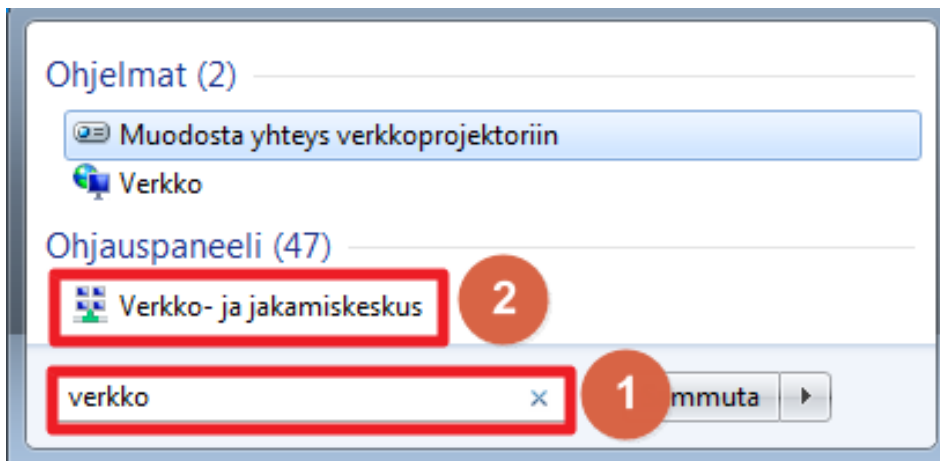 Ohjelmat (2)
Muodosta yhteys verkkoprojektoriin
Verkko
Ohjauspaneeli (47)
Verkko- ja jakamiskeskus 2
verkko 1 mmuta